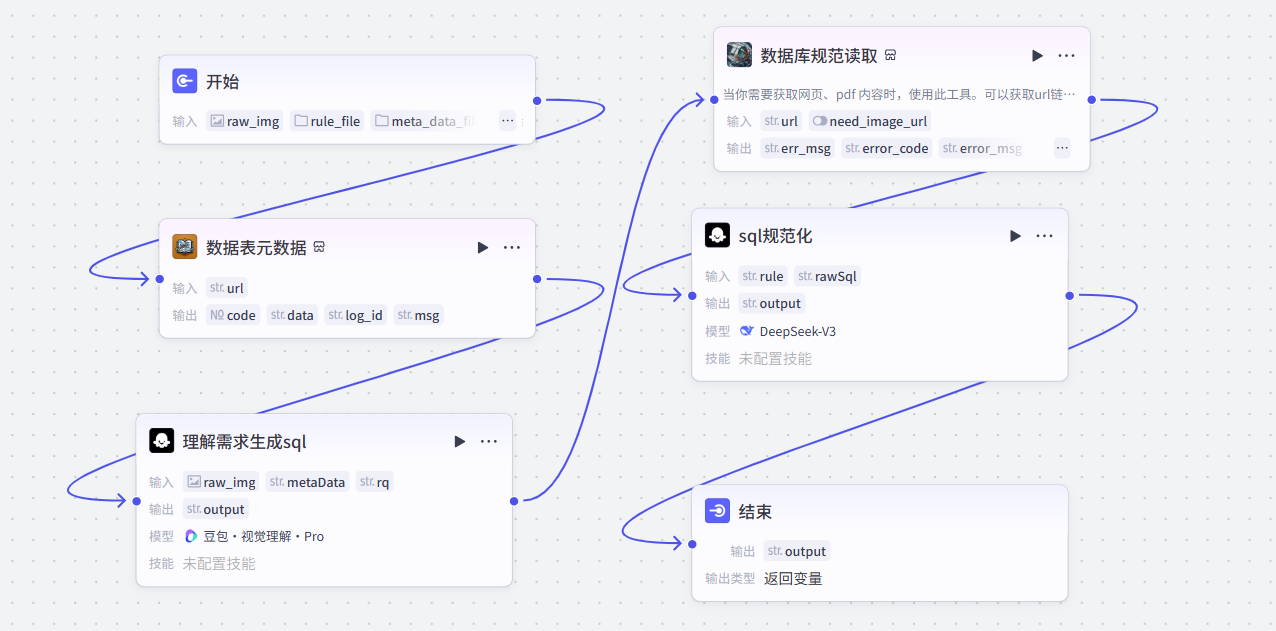 开始
输入 raw_img rule_file meta_data_fil ...
数据表元数据
输入 str. url
输出 N0 code str. data str. log_id str. msg
理解需求生成sql
输入 raw_img str. metaData str. rq
输出 str. output
模型 豆包・视觉理解・Pro
技能 未配置技能
数据库规范读取
当你需要获取网页、pdf 内容时，使用此工具。可以获取url链…
输入 str. url need_image_url
输出 str. err_msg str. error_code str. error_msg ...
sql规范化
输入 str. rule str. rawSql
输出 str. output
模型 DeepSeek-V3
技能 未配置技能
结束
输出 str. output
输出类型 返回变量